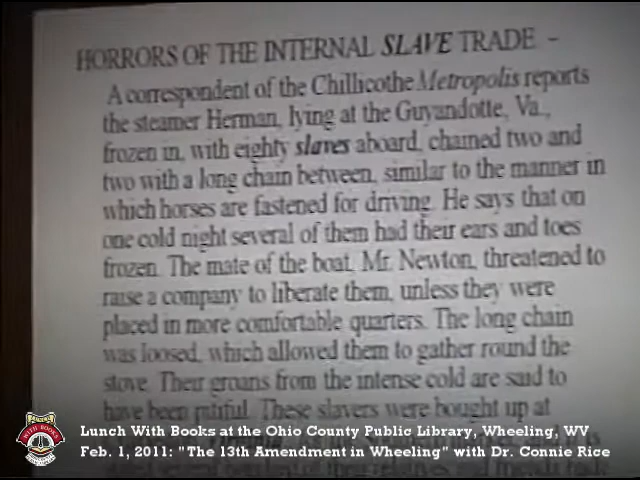 HORRORS OF THE INTERNAL SLAVE TRADE –
A correspondent of the Chillicothe Metropolis reports
the steamer Herman, lying at the Guyandotte, Va.,
frozen in, with eighty slaves aboard, chained two and
two with a long chain between, similar to the manner in
which horses are fastened for driving. He says that on
one cold night several of them had their ears and toes
frozen. The mate of the boat, Mr. Newton, threatened to
raise a company to liberate them, unless they were
placed in more comfortable quarters. The long chain
was loosed, which allowed them to gather round the
stove. Their groans from the intense cold are said to
have been pitiful. These slavers were bought up at
LUNCH
WITH BOOKS
Lunch With Books at the Ohio County Public Library, Wheeling, WV
Feb. 1, 2011: "The 13th Amendment in Wheeling" with Dr. Connie Rice